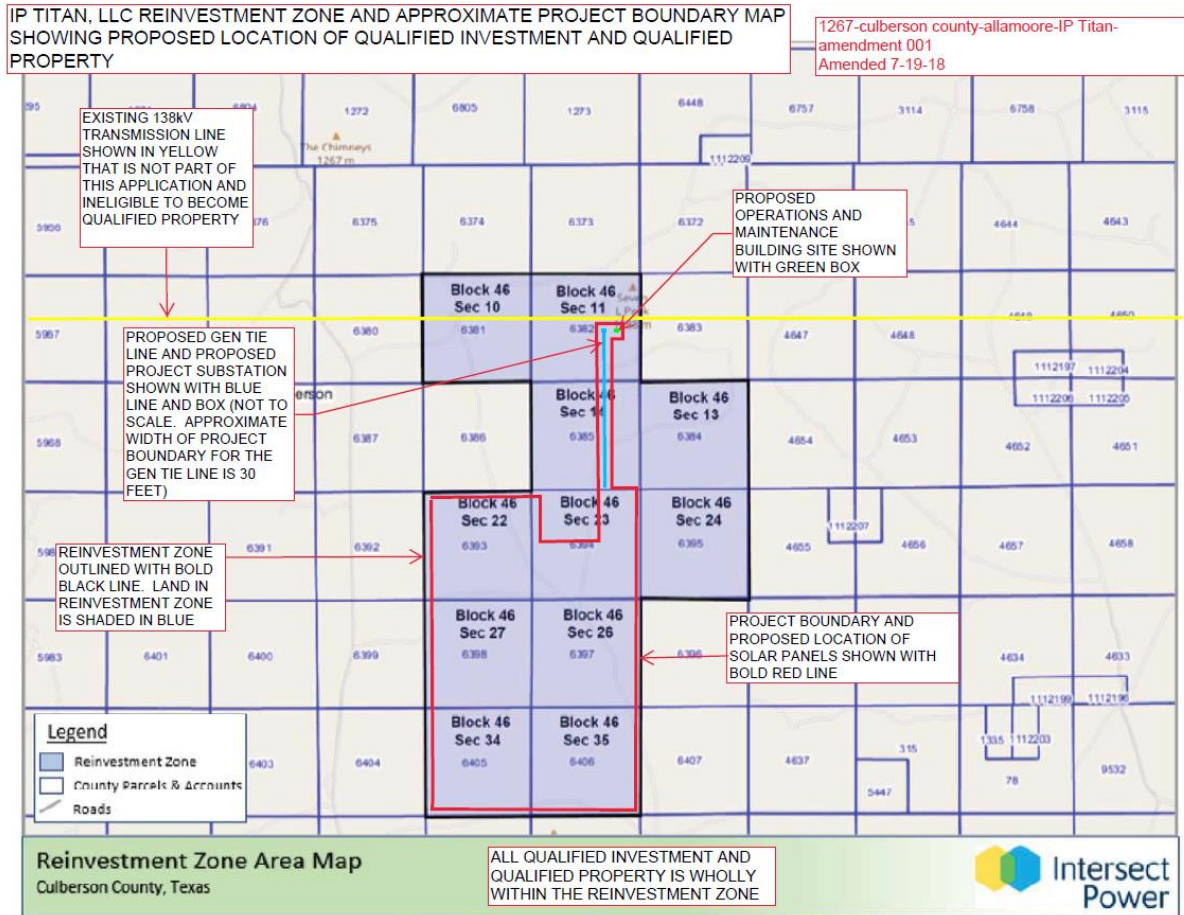 IP TITAN, LLC REINVESTMENT ZONE AND APPROXIMATE PROJECT BOUNDARY MAP
SHOWING PROPOSED LOCATION OF QUALIFIED INVESTMENT AND QUALIFIED
PROPERTY
1267-culberson county-allamoore-IP Titan-
amendment 001
Amended 7-19-18
1272
6805
1273
6448
6757
3114
6758
3115
EXISTING 138kV
TRANSMISSION LINE
SHOWN IN YELLOW
THAT IS NOT PART OF
THIS APPLICATION AND
INELIGIBLE TO BECOME
QUALIFIED PROPERTY
The Chimneys
1267 m
1112209
PROPOSED
OPERATIONS AND
MAINTENANCE
BUILDING SITE SHOWN
WITH GREEN BOX
6375
6374
6373
6372
4644
4643
Block 46
Sec 10
Block 46
Sec 11
5967
6380
6381
6382
6383
4647
4648
4650
PROPOSED GEN TIE
LINE AND PROPOSED
PROJECT SUBSTATION
SHOWN WITH BLUE
LINE AND BOX (NOT TO
SCALE. APPROXIMATE
WIDTH OF PROJECT
BOUNDARY FOR THE
GEN TIE LINE IS 30
FEET)
1112197
1112204
1112206
1112205
Block 46
Block 46
Sec 13
5968
6387
6386
6385
6384
4654
4653
4652
4651
Block 46
Sec 22
Block 46
Sec 23
Block 46
Sec 24
1112207
6391
6392
6393
6394
6395
4655
4656
4657
4658
REINVESTMENT ZONE
OUTLINED WITH BOLD
BLACK LINE. LAND IN
REINVESTMENT ZONE
IS SHADED IN BLUE
Block 46
Sec 27
Block 46
Sec 26
PROJECT BOUNDARY AND
PROPOSED LOCATION OF
SOLAR PANELS SHOWN WITH
BOLD RED LINE
5983
6401
6400
6399
6398
6397
6396
4634
4633
1112199
1112196
Block 46
Sec 34
Block 46
Sec 35
1335
1112203
6403
6404
6405
6406
6407
4637
315
5447
78
9532
Legend
Reinvestment Zone
County Parcels & Accounts
Roads
Reinvestment Zone Area Map
Culberson County, Texas
ALL QUALIFIED INVESTMENT AND
QUALIFIED PROPERTY IS WHOLLY
WITHIN THE REINVESTMENT ZONE
Intersect
Power